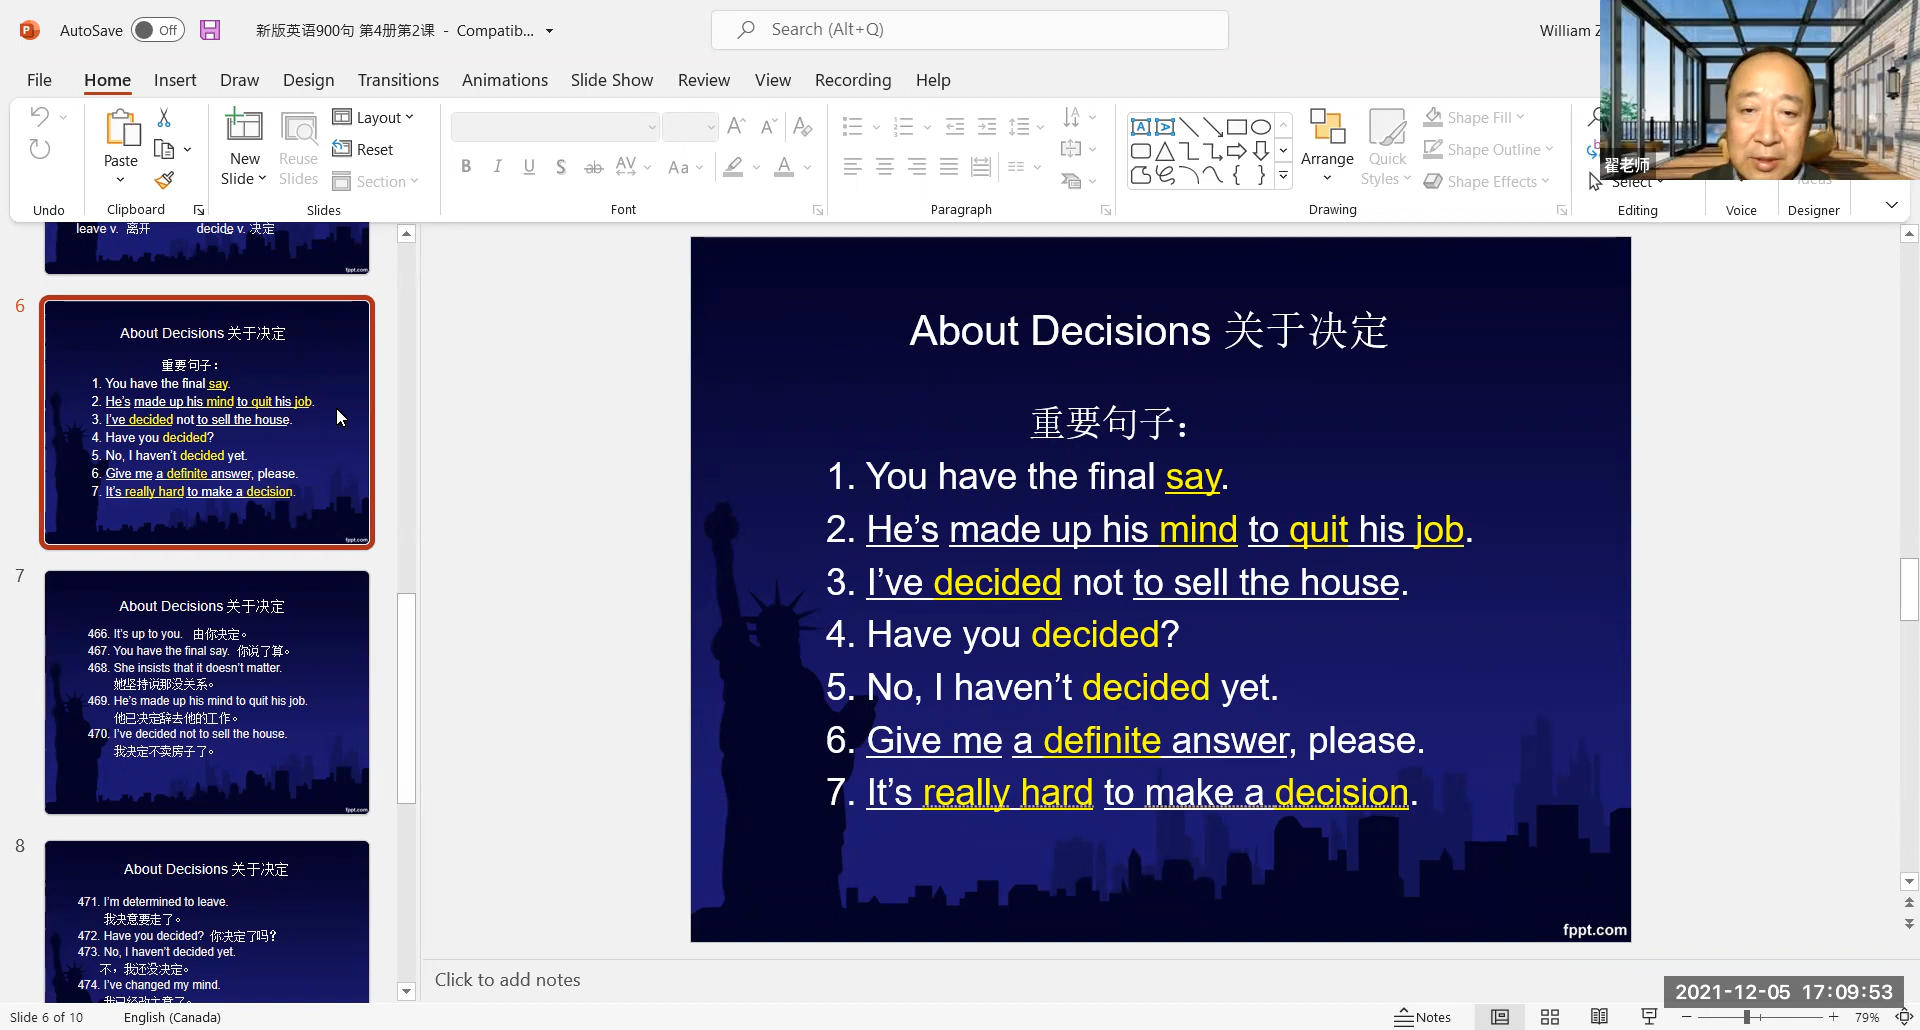 AutoSave Off 新版英语900句 第4册第2课 - Compatib... Search (Alt+Q) William
File Home Insert Draw Design Transitions Animations Slide Show Review View Recording Help
翟老师
Paste
New Slide
Reuse Slides
Layout
Reset
Section
Aa
Arrange
Quick Styles
Shape Fill
Shape Outline
Shape Effects
Select
Undo Clipboard Slides Font Paragraph Drawing Editing Voice Designer
leave v. 离开 decide v. 决定
fppt.com
6
About Decisions 关于决定
重要句子：
1. You have the final say.
2. He's made up his mind to quit his job.
3. I've decided not to sell the house.
4. Have you decided?
5. No, I haven't decided yet.
6. Give me a definite answer, please.
7. It's really hard to make a decision.
fppt.com
7
About Decisions 关于决定
466. It's up to you. 由你决定。
467. You have the final say. 你说了算。
468. She insists that it doesn't matter.
她坚持说那没关系。
469. He's made up his mind to quit his job.
他已决定辞去他的工作。
470. I've decided not to sell the house.
我决定不卖房子了。
fppt.com
8
About Decisions 关于决定
471. I'm determined to leave.
我决意要走了。
472. Have you decided? 你决定了吗?
473. No, I haven't decided yet.
不，我还没决定。
474. I've changed my mind.
我已经改主意了。
About Decisions 关于决定
重要句子：
1. You have the final say.
2. He’s made up his mind to quit his job.
3. I’ve decided not to sell the house.
4. Have you decided?
5. No, I haven’t decided yet.
6. Give me a definite answer, please.
7. It’s really hard to make a decision.
fppt.com
Click to add notes
2021-12-05 17:09:53
Slide 6 of 10 English (Canada) Notes 79%